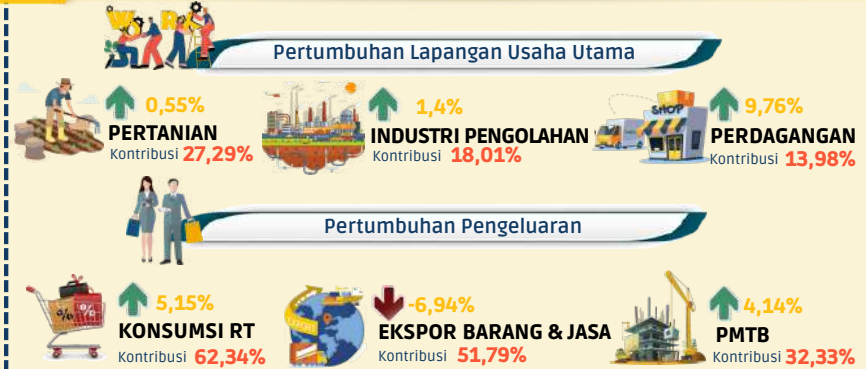 WORK
Pertumbuhan Lapangan Usaha Utama
0,55%
PERTANIAN
Kontribusi 27,29%
1,4%
INDUSTRI PENGOLAHAN
Kontribusi 18,01%
SHOP
9,76%
PERDAGANGAN
Kontribusi 13,98%
Pertumbuhan Pengeluaran
% %
5,15%
KONSUMSI RT
Kontribusi 62,34%
-6,94%
EKSPOR BARANG & JASA
Kontribusi 51,79%
4,14%
PMTB
Kontribusi 32,33%